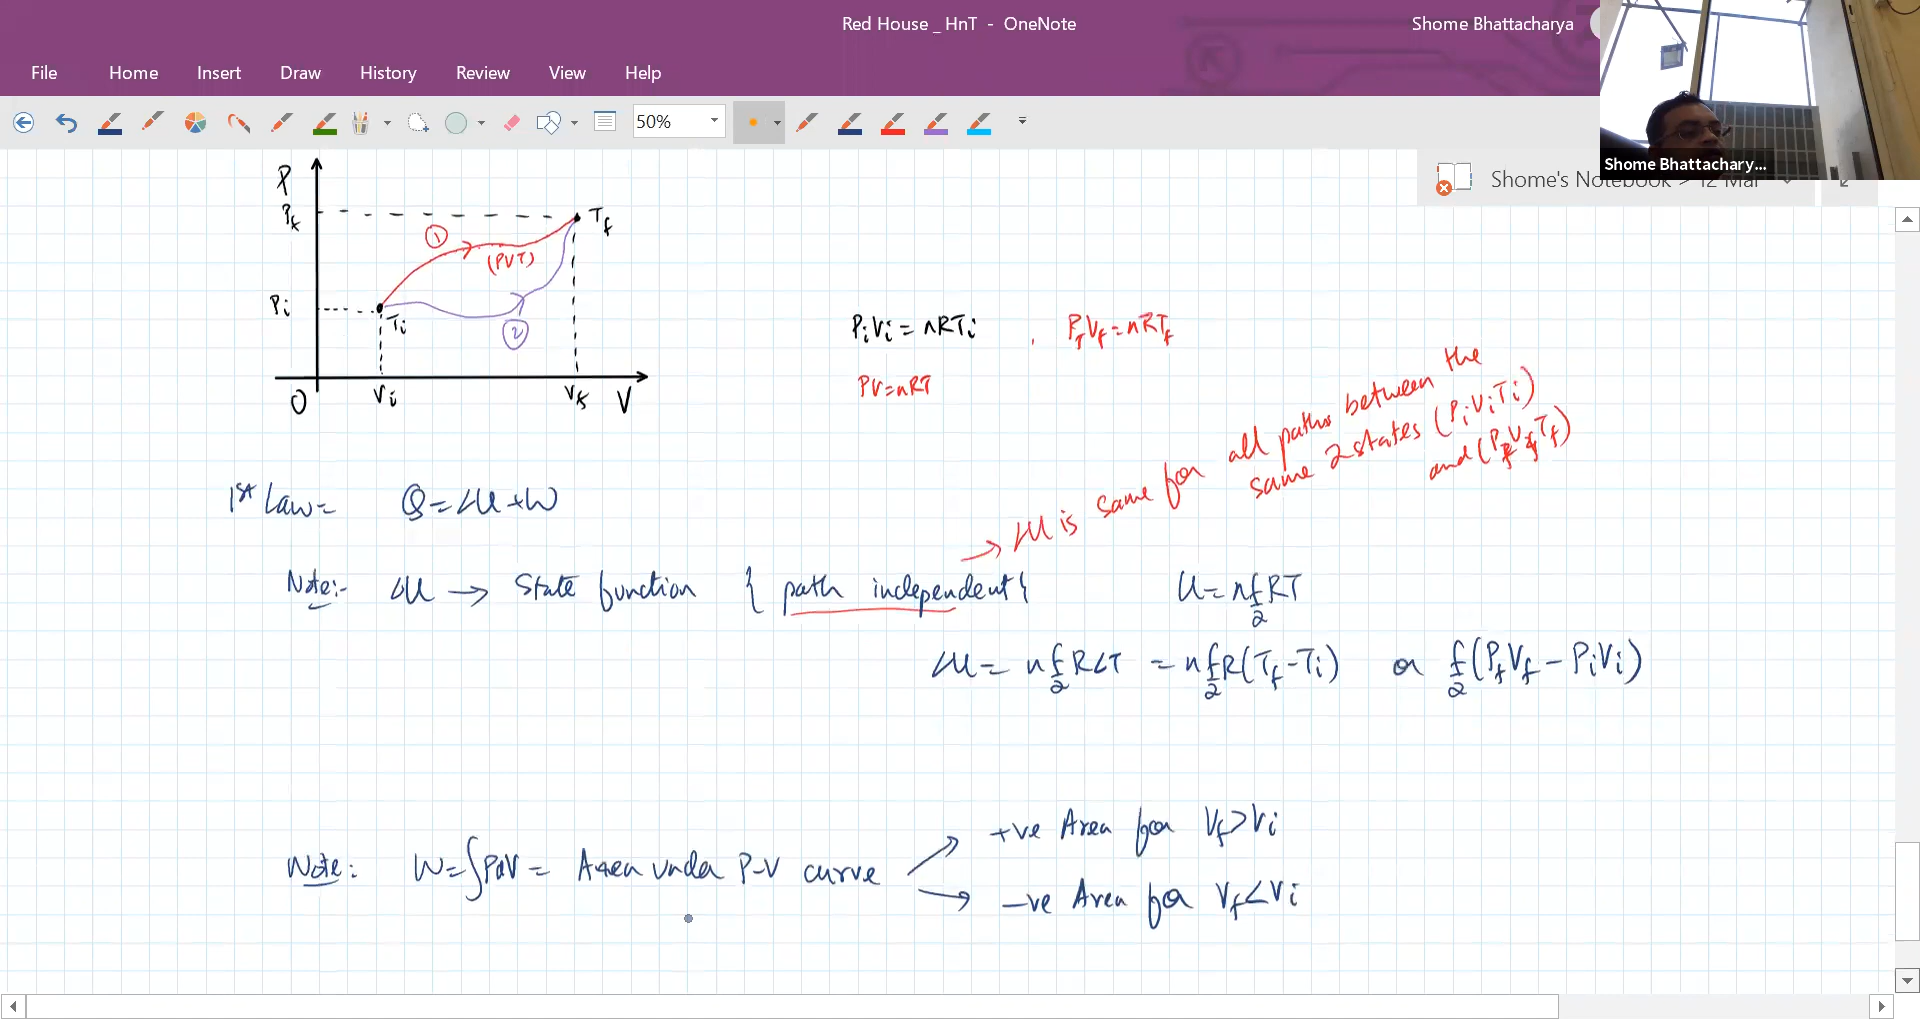 Red House _ HnT - OneNote
Shome Bhattacharya
File Home Insert Draw History Review View Help
50%
Shome Bhattachary...
Shome's Notebook > 12 Mar
P
Pf
Tf
①
(PVT)
Pi
Ti
②
O Vi Vf V
PiVi = nRTi , PfVf = nRTf
PV = nRT
ΔU is same for all paths between the
same 2 states (PiViTi)
and (PfVfTf)
1st Law = Q = ΔU + W
Note:- ΔU → State function { path independent } U = n f/2 RT
ΔU = n f/2 RΔT = n f/2 R(Tf - Ti) or f/2 (PfVf - PiVi)
Note: W = ∫PdV = Area under P-V curve
+ve Area for Vf > Vi
-ve Area for Vf < Vi